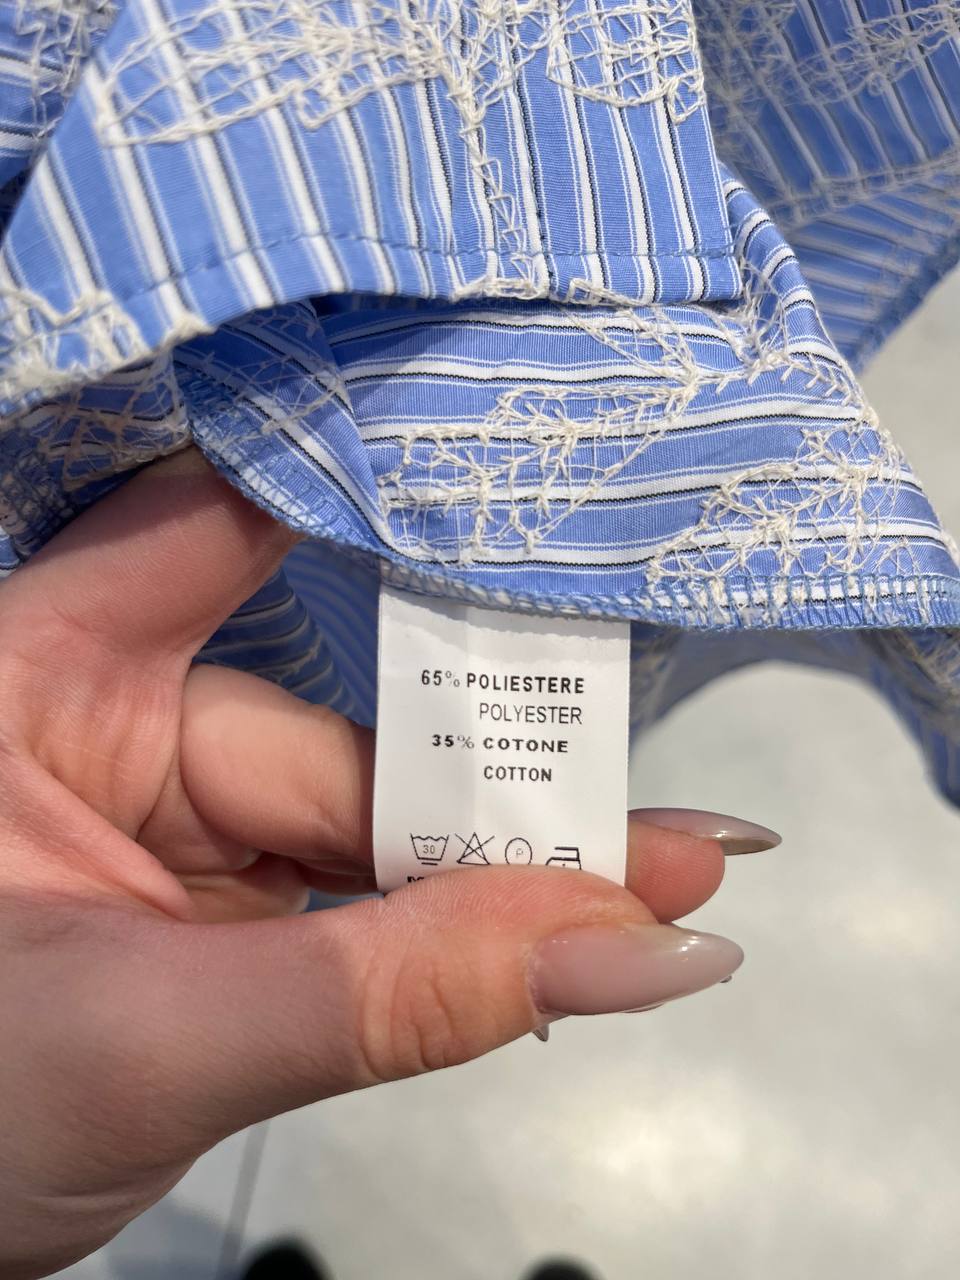 65% POLIESTERE
POLYESTER
35% COTONE
COTTON
30 P